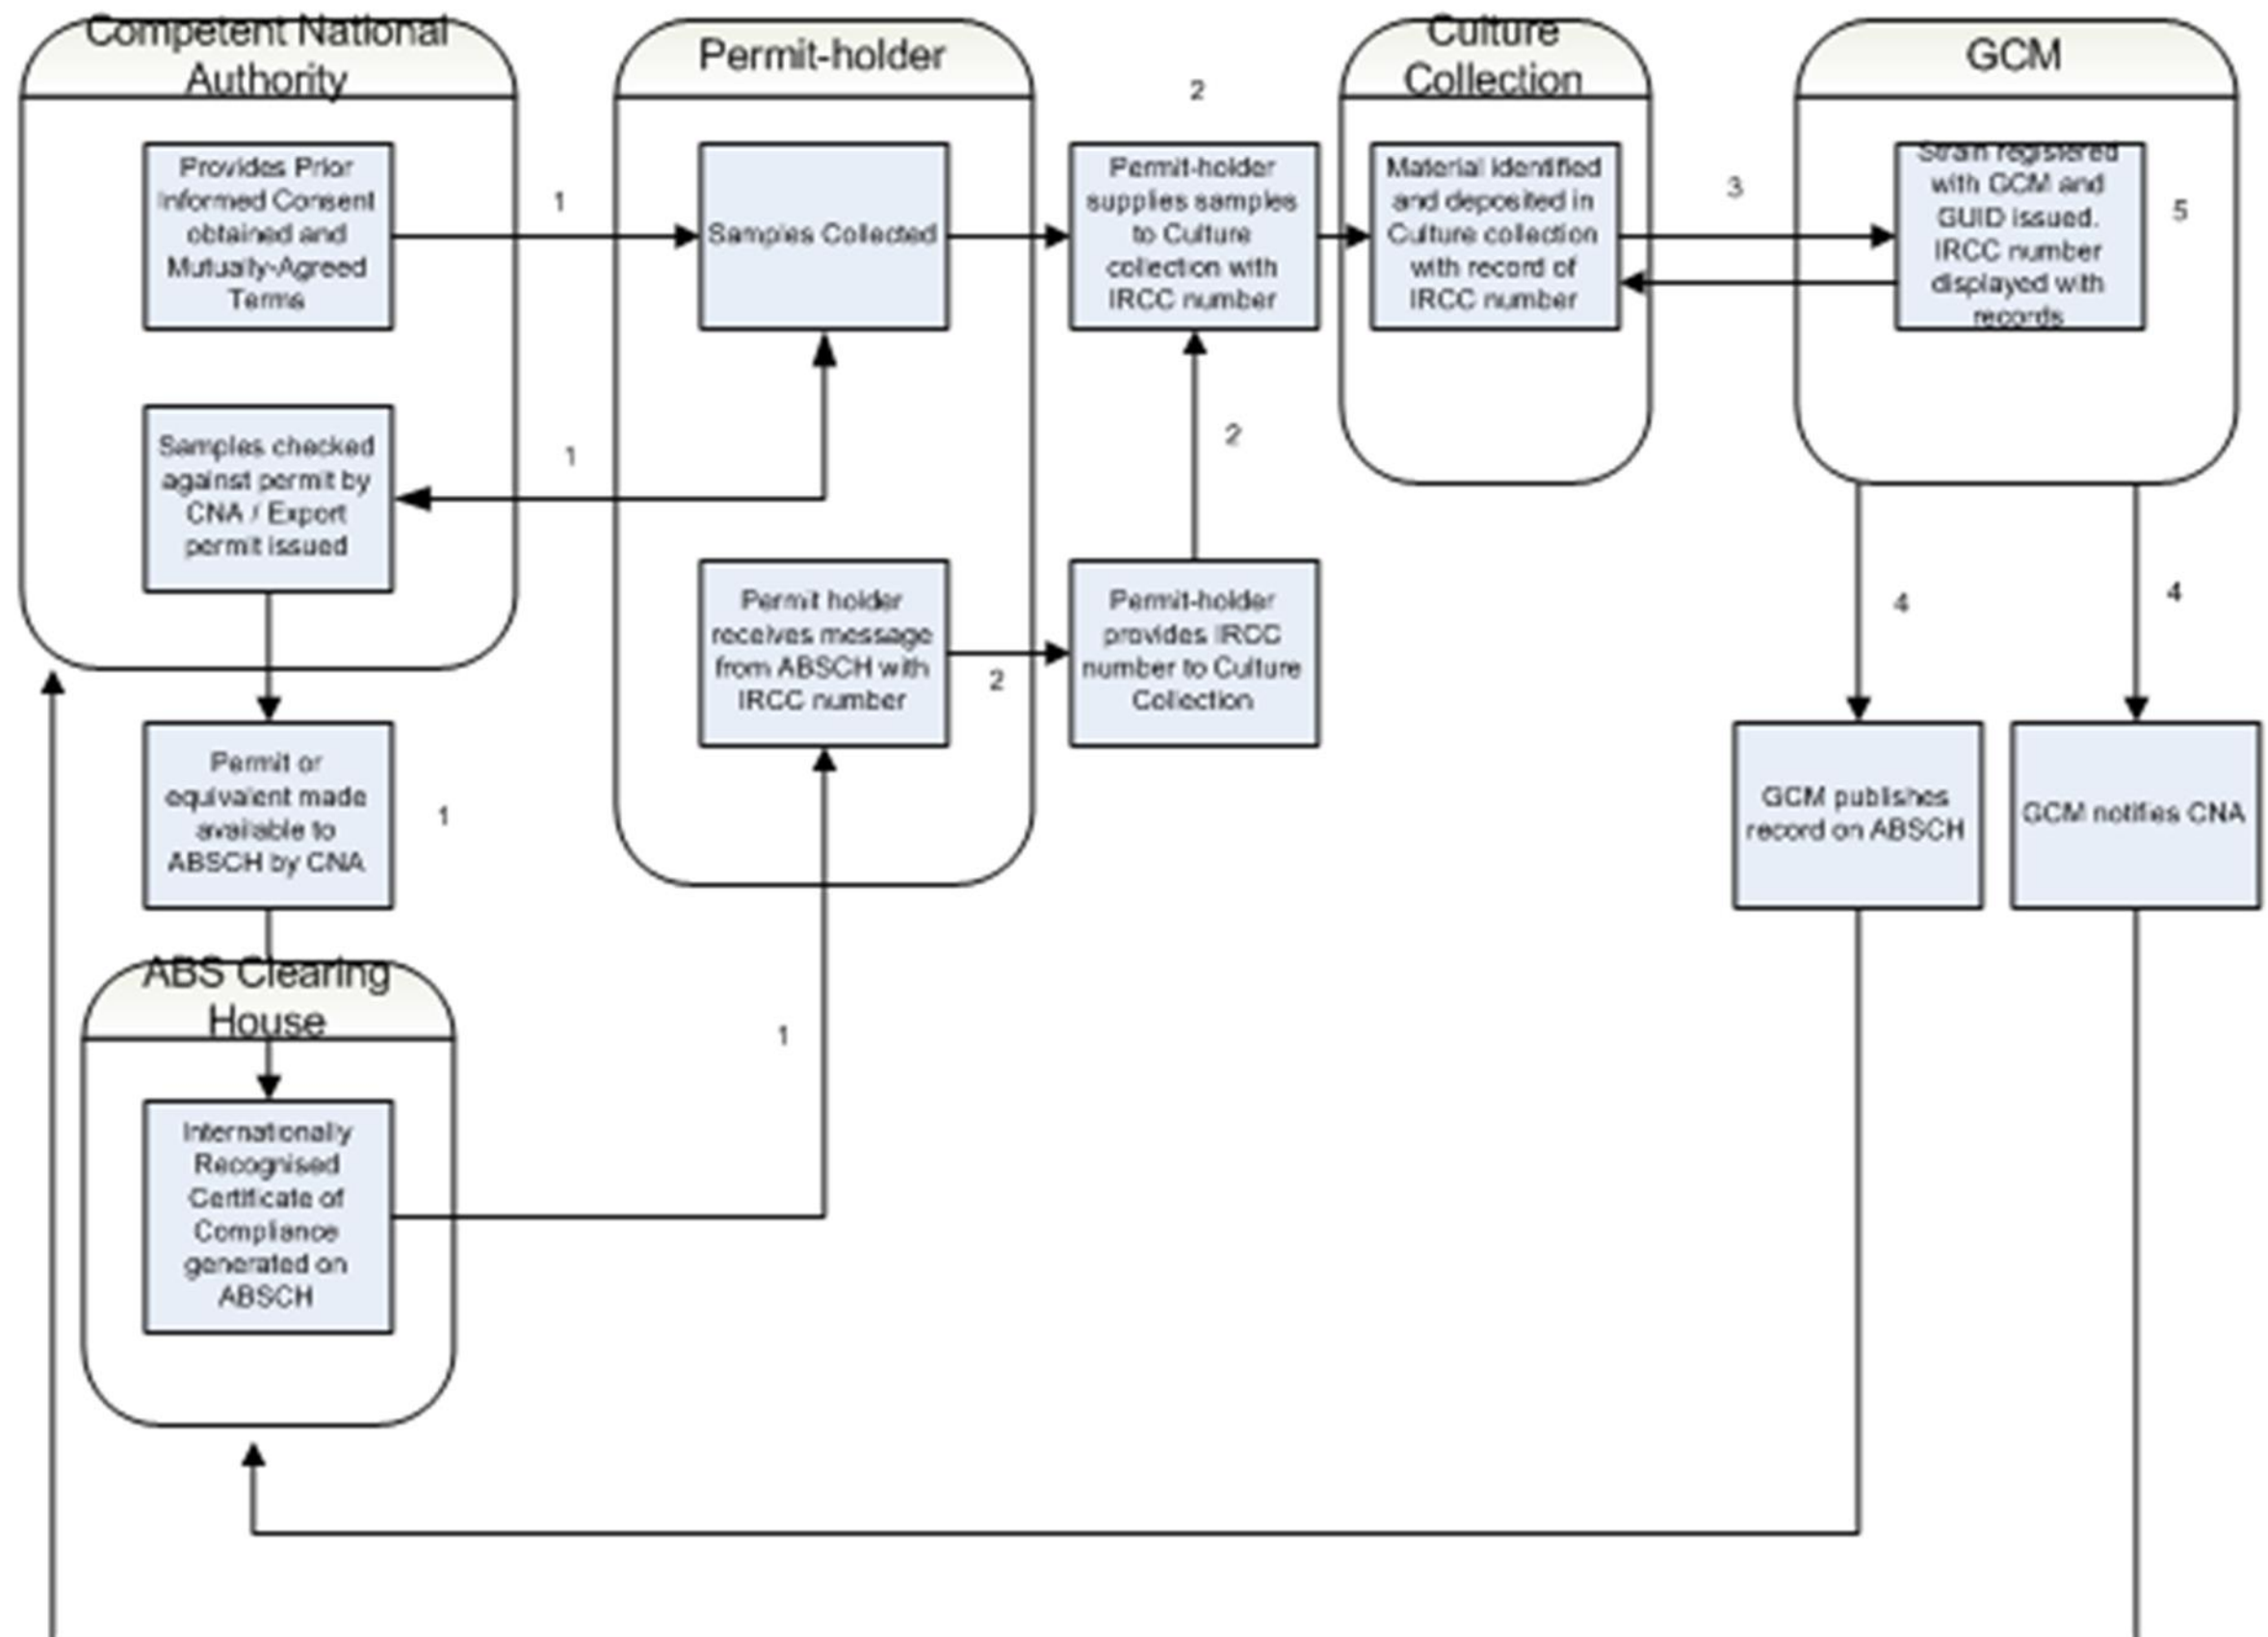 Competent National
Authority
Permit-holder
2
Culture
Collection
GCM
Provides Prior
Informed Consent
obtained and
Mutually-Agreed
Terms
1
Samples Collected
Permit-holder
supplies samples
to Culture
collection with
IRCC number
Material identified
and deposited in
Culture collection
with record of
IRCC number
3
Strain registered
with GCM and
GUID issued.
IRCC number
displayed with
records
5
Samples checked
against permit by
CNA / Export
permit issued
1
2
Permit holder
receives message
from ABSCH with
IRCC number
2
Permit-holder
provides IRCC
number to Culture
Collection
4
4
Permit or
equivalent made
available to
ABSCH by CNA
1
GCM publishes
record on ABSCH
GCM notifies CNA
ABS Clearing
House
1
Internationally
Recognised
Certificate of
Compliance
generated on
ABSCH